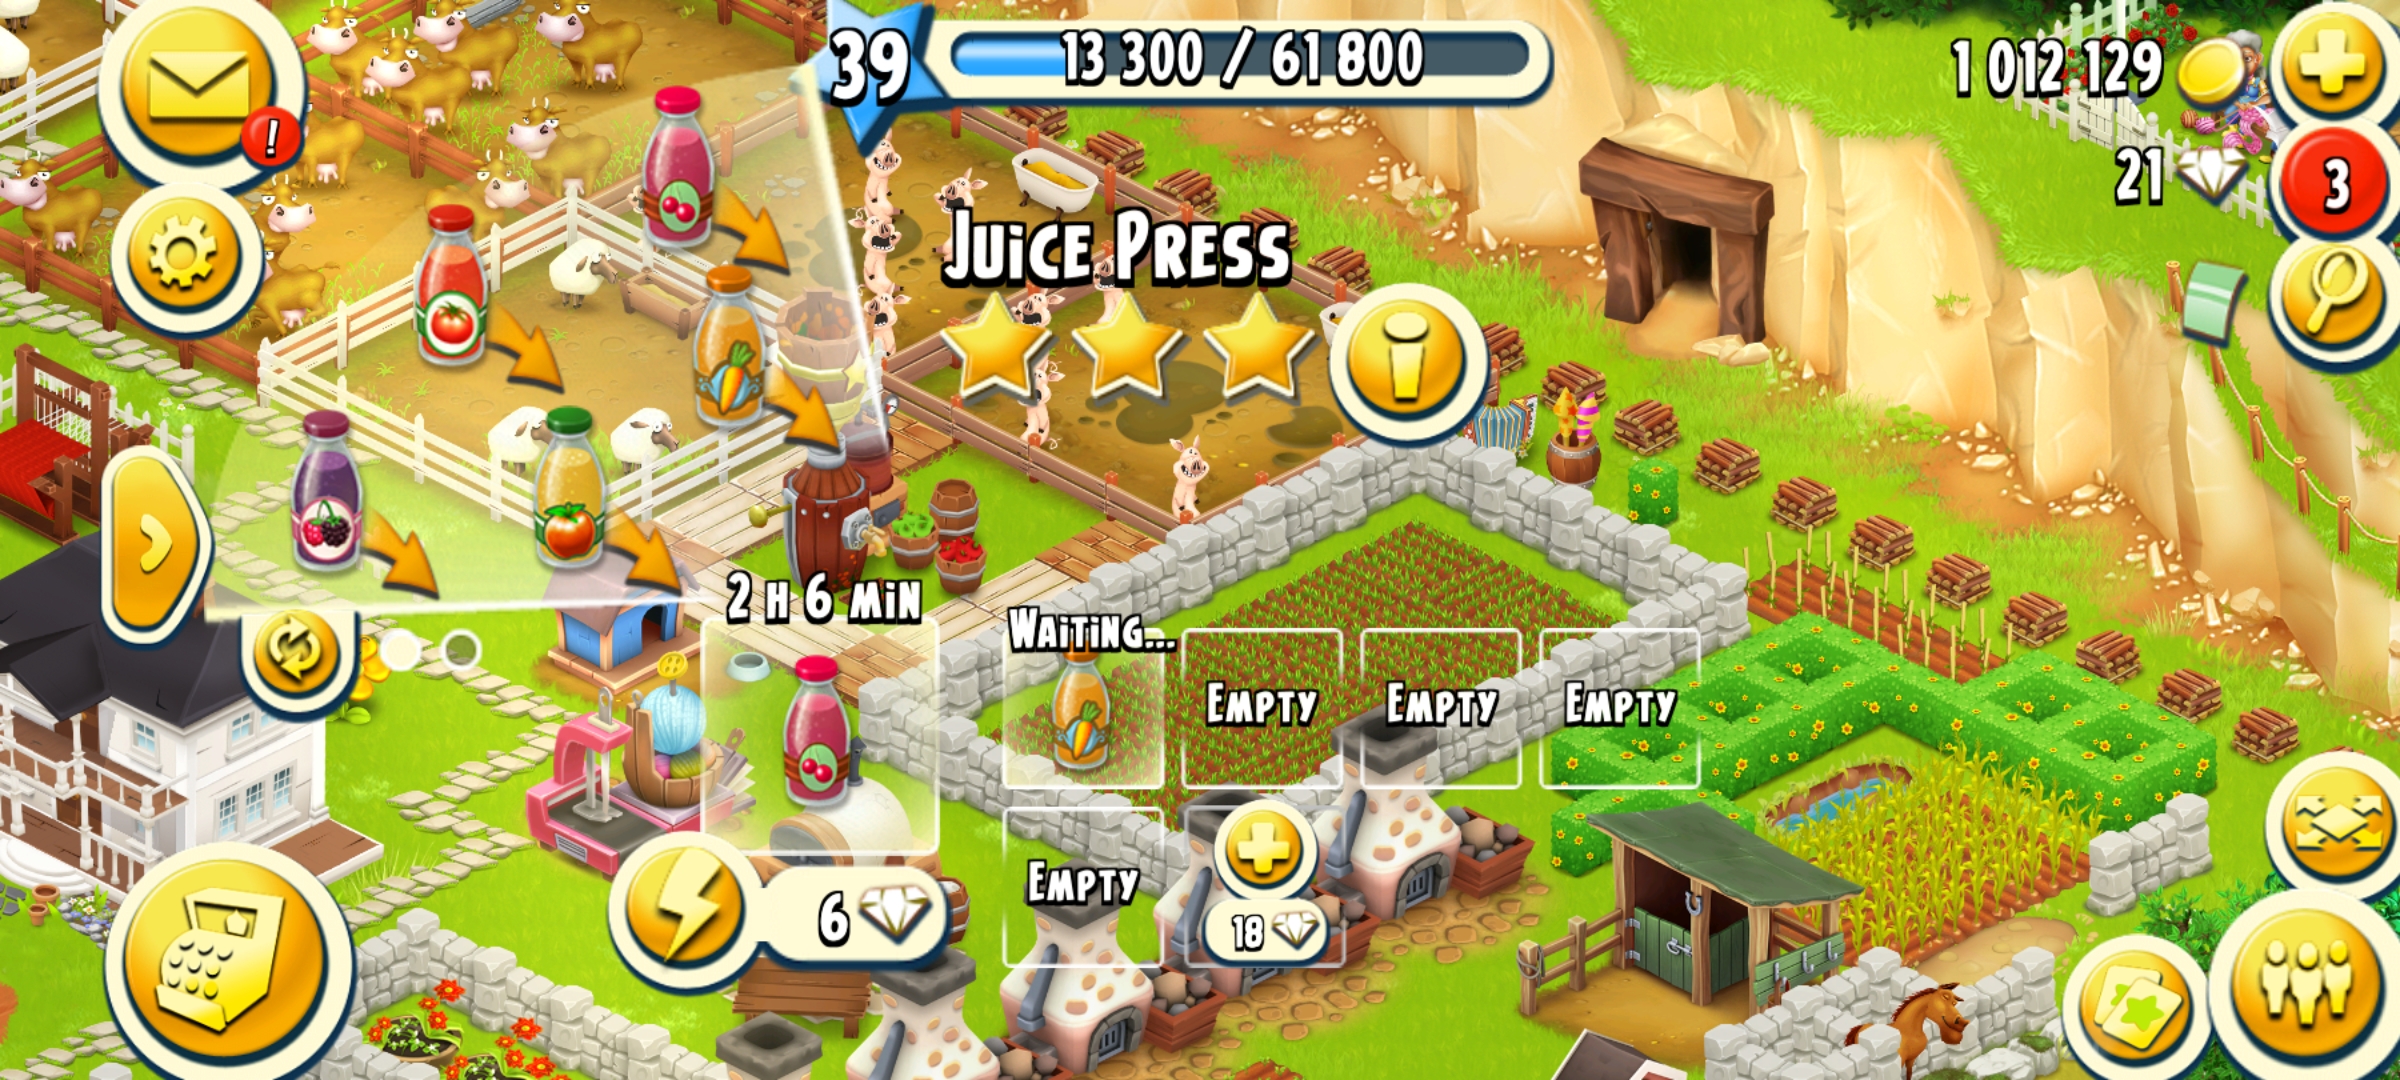 39
13 300 / 61 800
1 012 129
21
3
!
Juice Press
2 h 6 min
Waiting...
Empty
Empty
Empty
Empty
6
18